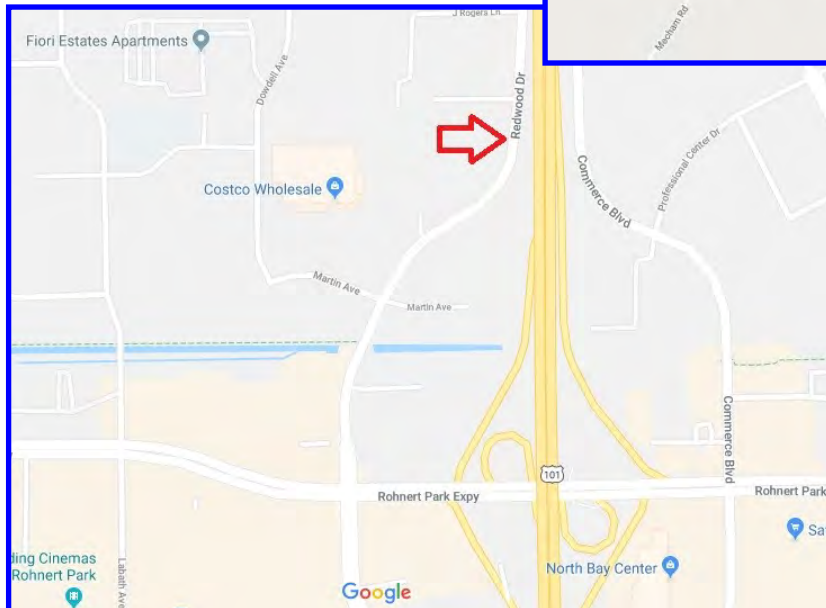 J Rogers Ln
Mecham Rd
Fiori Estates Apartments
Dowdell Ave
Redwood Dr
Professional Center Dr
Commerce Blvd
Costco Wholesale
Martin Ave
Martin Ave
Commerce Blvd
101
Rohnert Park Expy
Rohnert Park
Sa
ding Cinemas
Rohnert Park
Labath Ave
North Bay Center
Google